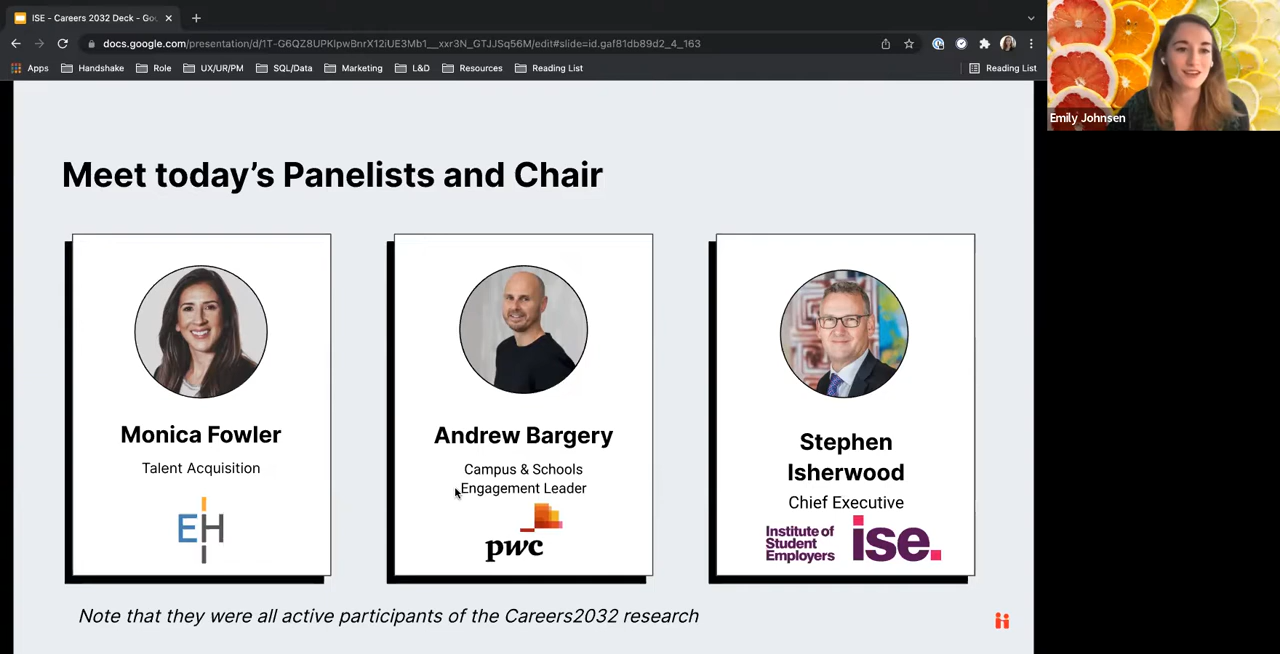 ISE - Careers 2032 Deck - Goo
docs.google.com/presentation/d/1T-G6QZ8UPKlpwBnrX12iUE3Mb1__xxr3N_GTJJSq56M/edit#slide=id.gaf81db89d2_4_163
Apps Handshake Role UX/UR/PM SQL/Data Marketing L&D Resources Reading List Reading List
Emily Johnsen
Meet today's Panelists and Chair
Monica Fowler
Talent Acquisition
EH
Andrew Bargery
Campus & Schools
Engagement Leader
pwc
Stephen
Isherwood
Chief Executive
Institute of
Student
Employers
ise.
Note that they were all active participants of the Careers2032 research